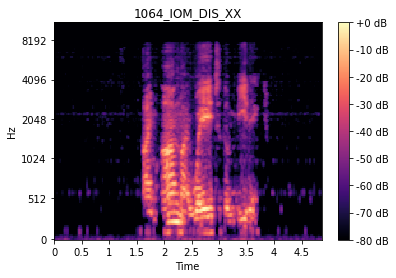 1064_IOM_DIS_XX
+0 dB
8192
-10 dB
4096
-20 dB
-30 dB
2048
-40 dB
Hz
1024
-50 dB
512
-60 dB
-70 dB
0
-80 dB
0 0.5 1 1.5 2 2.5 3 3.5 4 4.5
Time